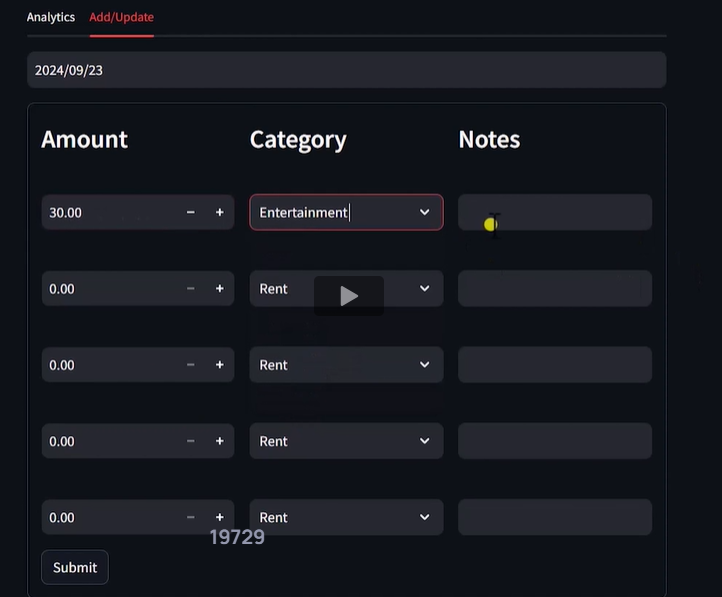 Analytics Add/Update
2024/09/23
Amount Category Notes
30.00 − + Entertainment
0.00 − + Rent
0.00 − + Rent
0.00 − + Rent
0.00 − + Rent
19729
Submit